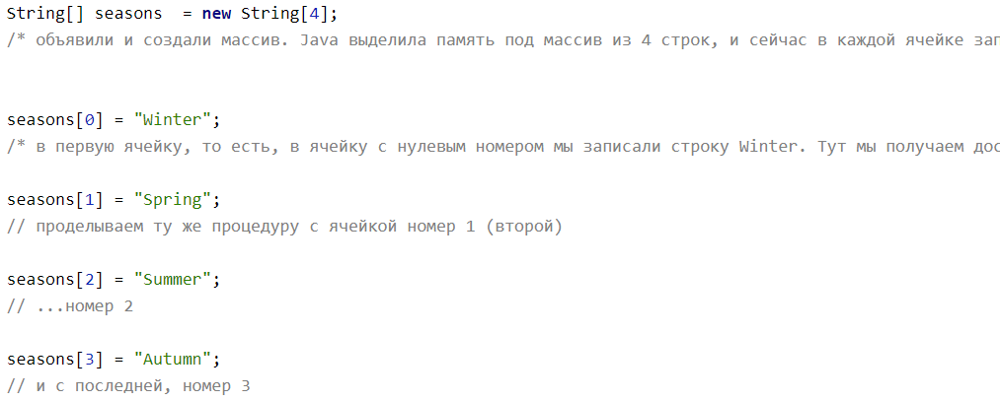 String[] seasons  = new String[4];
/* объявили и создали массив. Java выделила память под массив из 4 строк, и сейчас в каждой ячейке
seasons[0] = "Winter";
/* в первую ячейку, то есть, в ячейку с нулевым номером мы записали строку Winter. Тут мы получаем
seasons[1] = "Spring";
// проделываем ту же процедуру с ячейкой номер 1 (второй)
seasons[2] = "Summer";
// ...номер 2
seasons[3] = "Autumn";
// и с последней, номер 3